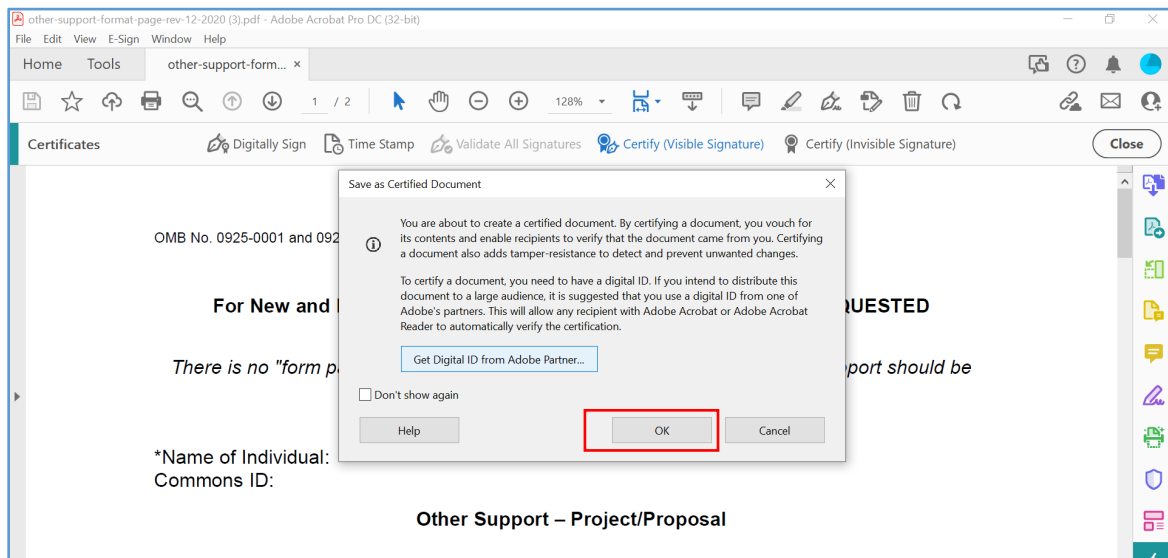 other-support-format-page-rev-12-2020 (3).pdf - Adobe Acrobat Pro DC (32-bit)
File Edit View E-Sign Window Help
Home Tools other-support-form... ×
1 / 2 128%
Certificates Digitally Sign Time Stamp Validate All Signatures Certify (Visible Signature) Certify (Invisible Signature) Close
Save as Certified Document
You are about to create a certified document. By certifying a document, you vouch for
its contents and enable recipients to verify that the document came from you. Certifying
a document also adds tamper-resistance to detect and prevent unwanted changes.
To certify a document, you need to have a digital ID. If you intend to distribute this
document to a large audience, it is suggested that you use a digital ID from one of
Adobe's partners. This will allow any recipient with Adobe Acrobat or Adobe Acrobat
Reader to automatically verify the certification.
Get Digital ID from Adobe Partner...
Don't show again
Help OK Cancel
OMB No. 0925-0001 and 092
For New and
There is no "form
port should be
*Name of Individual:
Commons ID:
Other Support – Project/Proposal